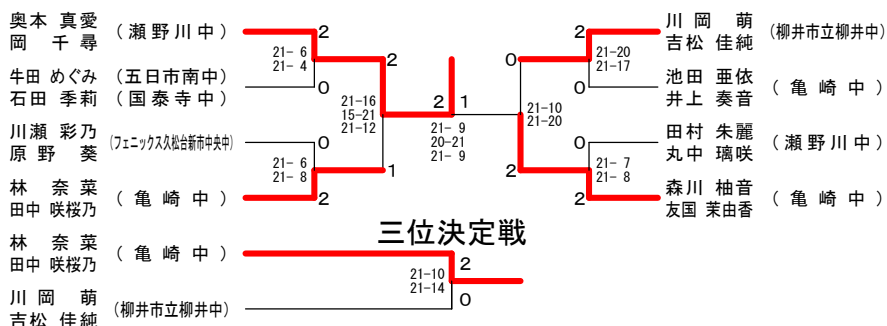 奥本 真愛
岡 千尋
(瀬野川中)
2
21- 6
21- 4
牛田 めぐみ
石田 季莉
(五日市南中)
(国泰寺中)
0
2
21-16
15-21
21-12
川瀬 彩乃
原野 葵
(フェニックス久松台新市中央中)
0
21- 6
21- 8
1
林 奈菜
田中 咲桜乃
(亀崎中)
2
2
1
21- 9
20-21
21- 9
川岡 萌
吉松 佳純
(柳井市立柳井中)
2
21-20
21-17
0
池田 亜依
井上 奏音
(亀崎中)
0
21-10
21-20
田村 朱麗
丸中 璃咲
(瀬野川中)
0
21- 7
21- 8
2
森川 柚音
友国 茉由香
(亀崎中)
2
三位決定戦
林 奈菜
田中 咲桜乃
(亀崎中)
2
21-10
21-14
0
川岡 萌
吉松 佳純
(柳井市立柳井中)